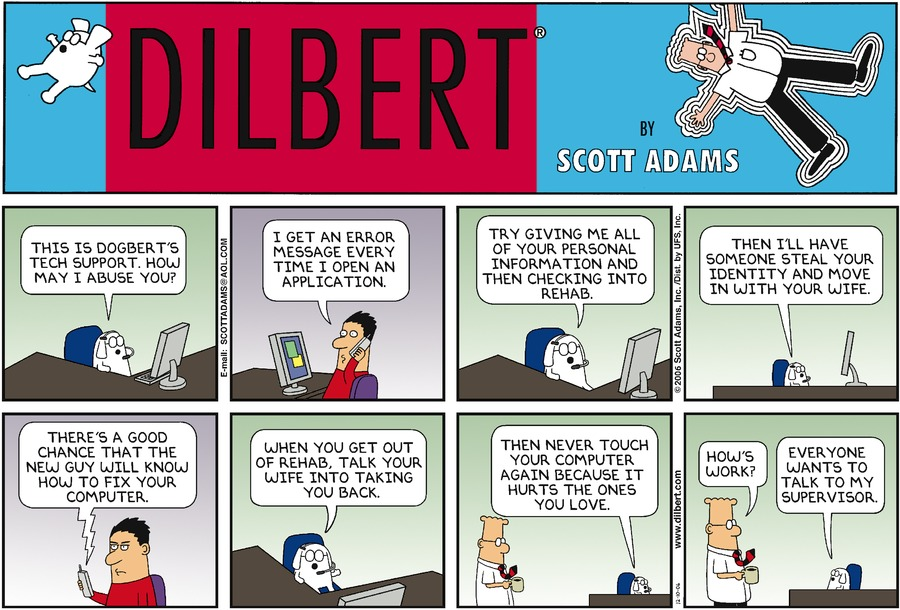 DILBERT®
BY
SCOTT ADAMS
THIS IS DOGBERT'S
TECH SUPPORT. HOW
MAY I ABUSE YOU?
E-mail: SCOTTADAMS@AOL.COM
I GET AN ERROR
MESSAGE EVERY
TIME I OPEN AN
APPLICATION.
TRY GIVING ME ALL
OF YOUR PERSONAL
INFORMATION AND
THEN CHECKING INTO
REHAB.
© 2006 Scott Adams, Inc./Dist. by UFS, Inc.
THEN I'LL HAVE
SOMEONE STEAL YOUR
IDENTITY AND MOVE
IN WITH YOUR WIFE.
THERE'S A GOOD
CHANCE THAT THE
NEW GUY WILL KNOW
HOW TO FIX YOUR
COMPUTER.
WHEN YOU GET OUT
OF REHAB, TALK YOUR
WIFE INTO TAKING
YOU BACK.
THEN NEVER TOUCH
YOUR COMPUTER
AGAIN BECAUSE IT
HURTS THE ONES
YOU LOVE.
www.dilbert.com
12-10-06
HOW'S
WORK?
EVERYONE
WANTS TO
TALK TO MY
SUPERVISOR.